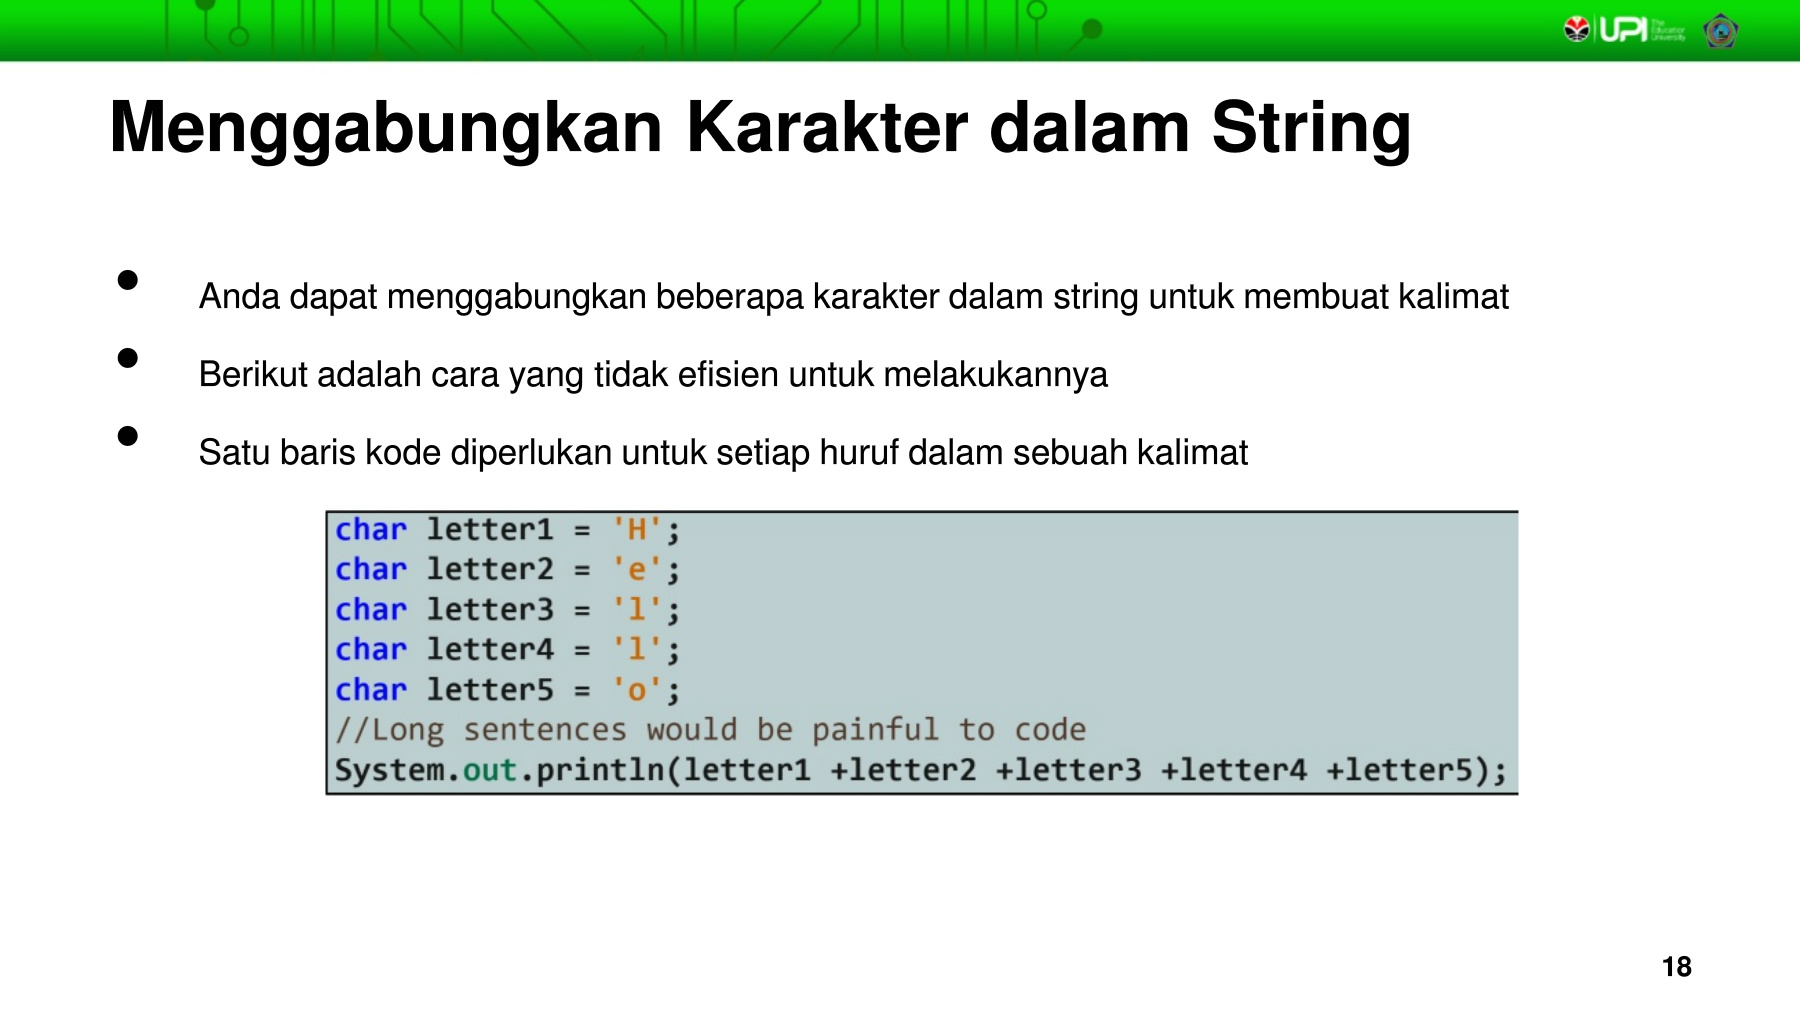 UPI The Education University
Menggabungkan Karakter dalam String
• Anda dapat menggabungkan beberapa karakter dalam string untuk membuat kalimat
• Berikut adalah cara yang tidak efisien untuk melakukannya
• Satu baris kode diperlukan untuk setiap huruf dalam sebuah kalimat
char letter1 = 'H';
char letter2 = 'e';
char letter3 = 'l';
char letter4 = 'l';
char letter5 = 'o';
//Long sentences would be painful to code
System.out.println(letter1 +letter2 +letter3 +letter4 +letter5);
18